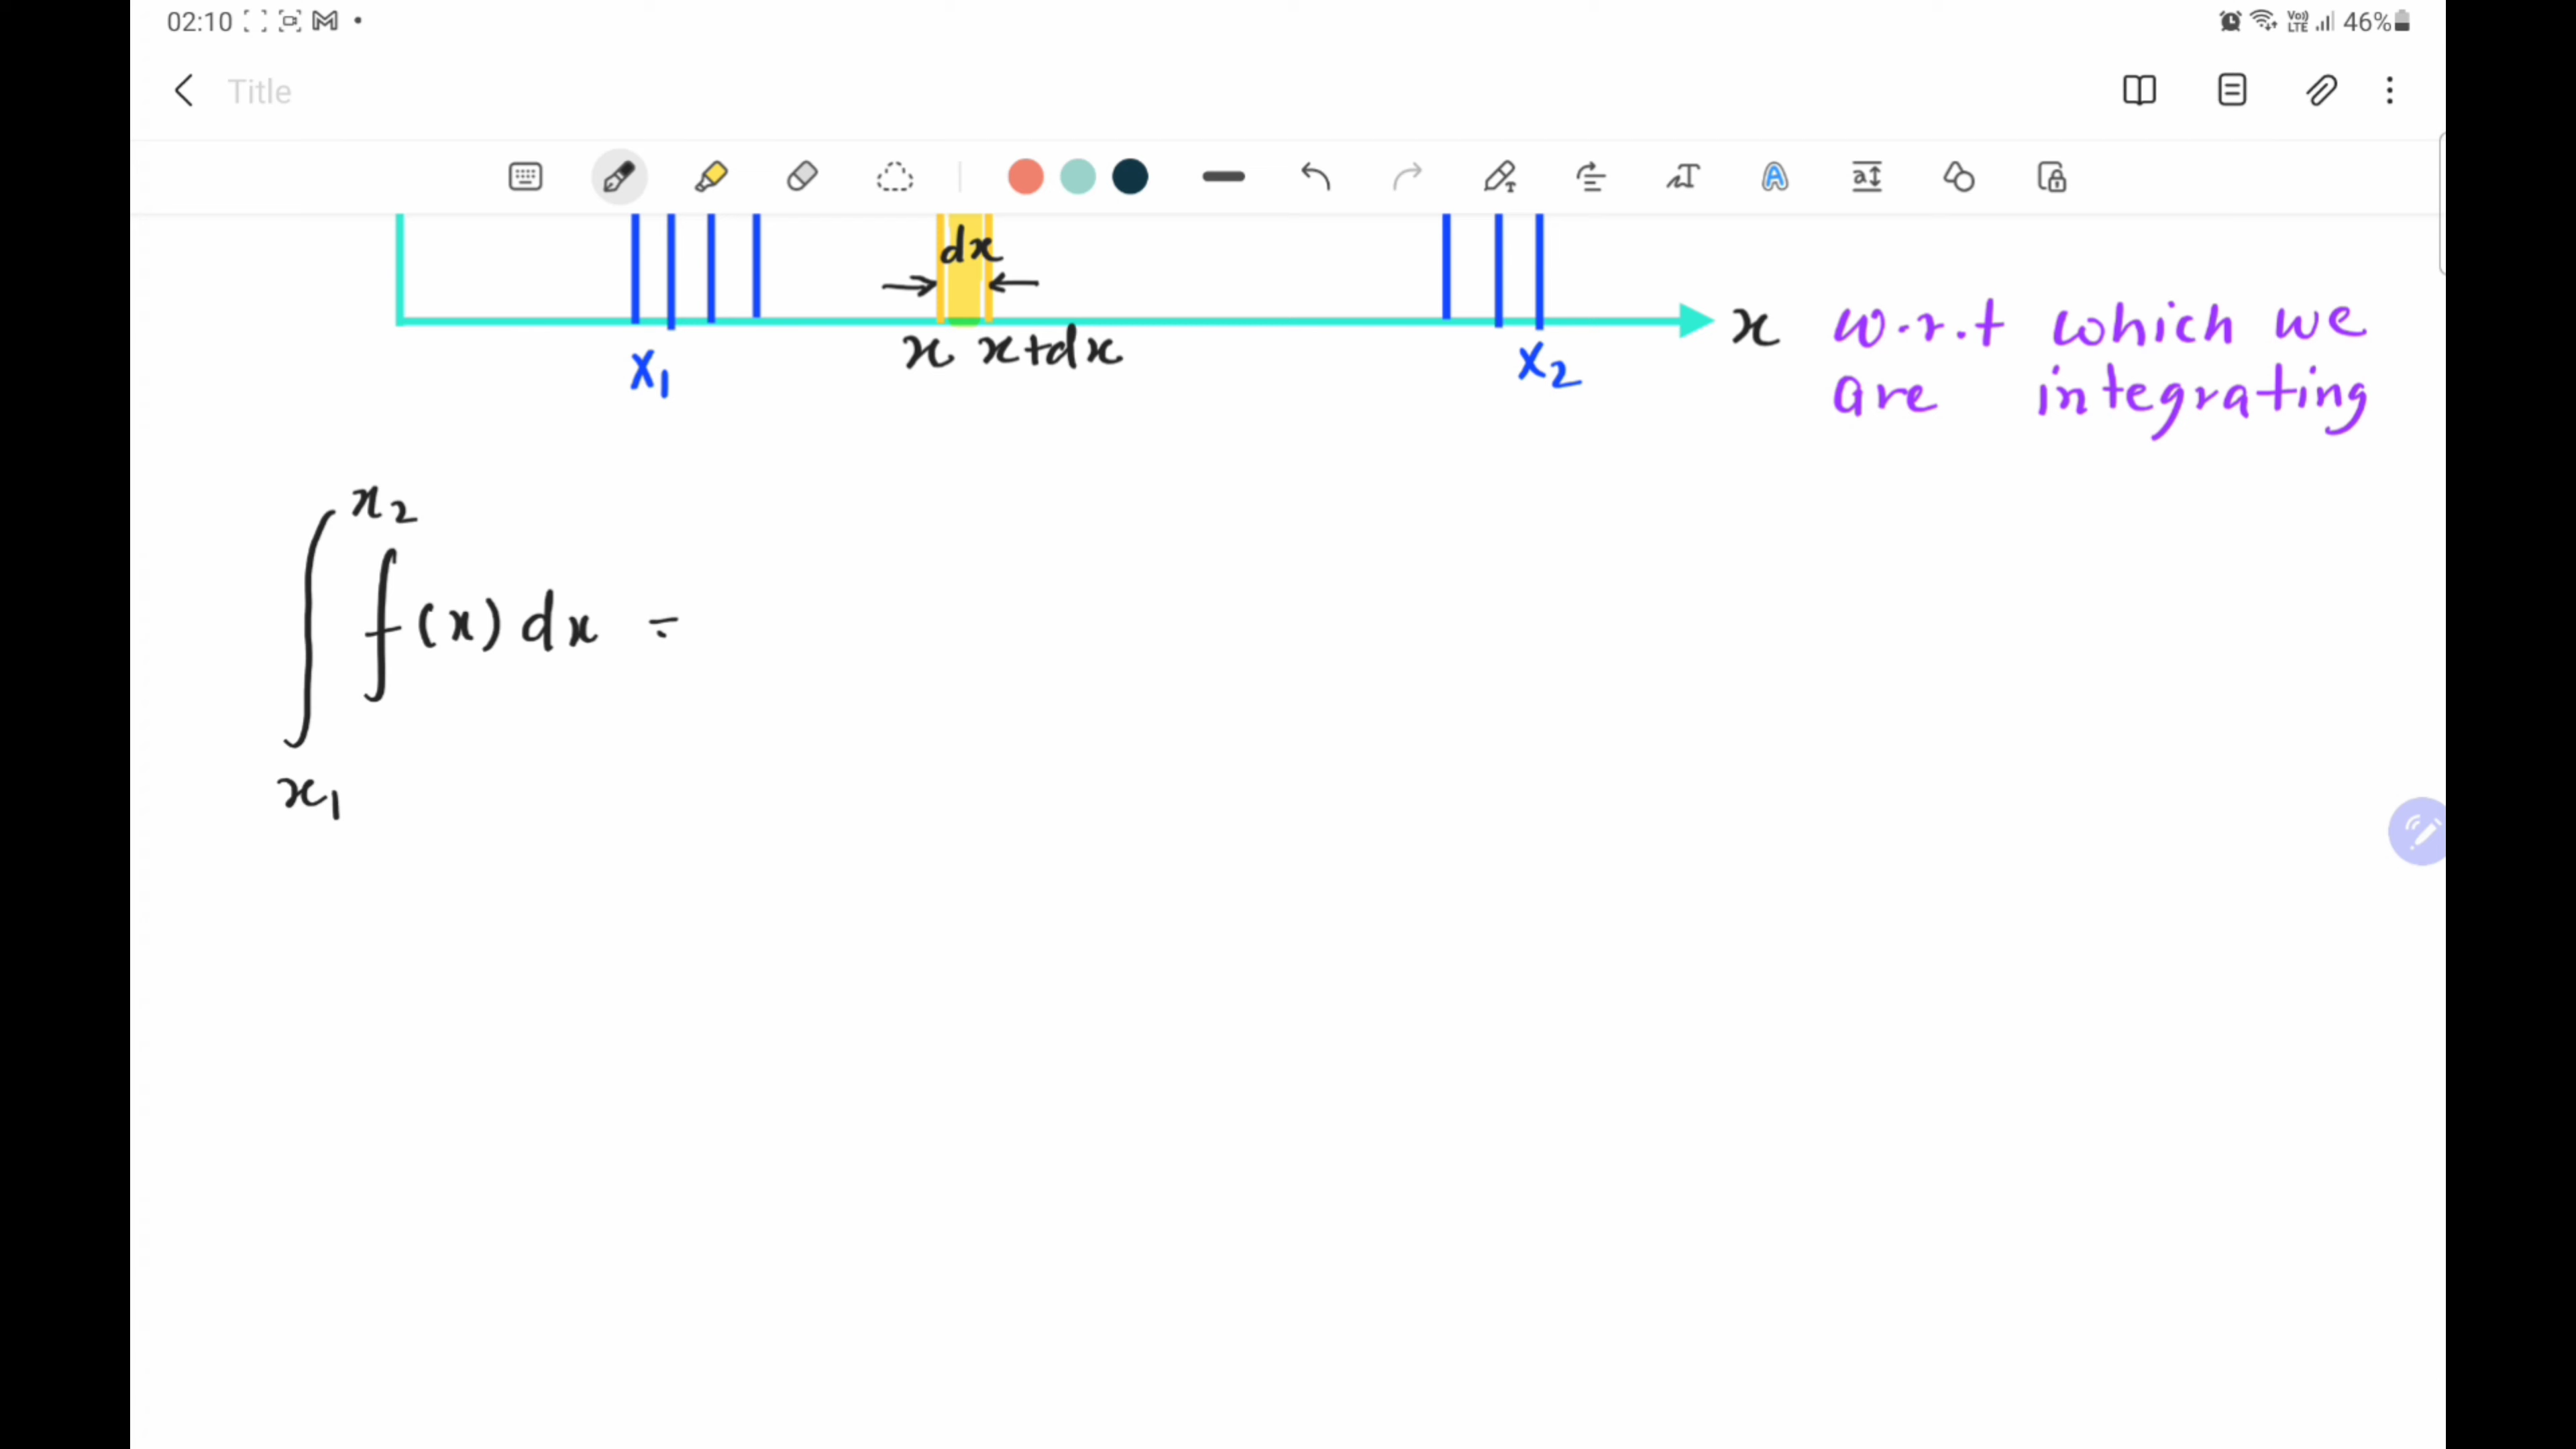 02:10
46%
Title
dx
x x+dx
X₁
X₂
x w.r.t which we
are integrating
x₂
∫ f(x) dx
x₁